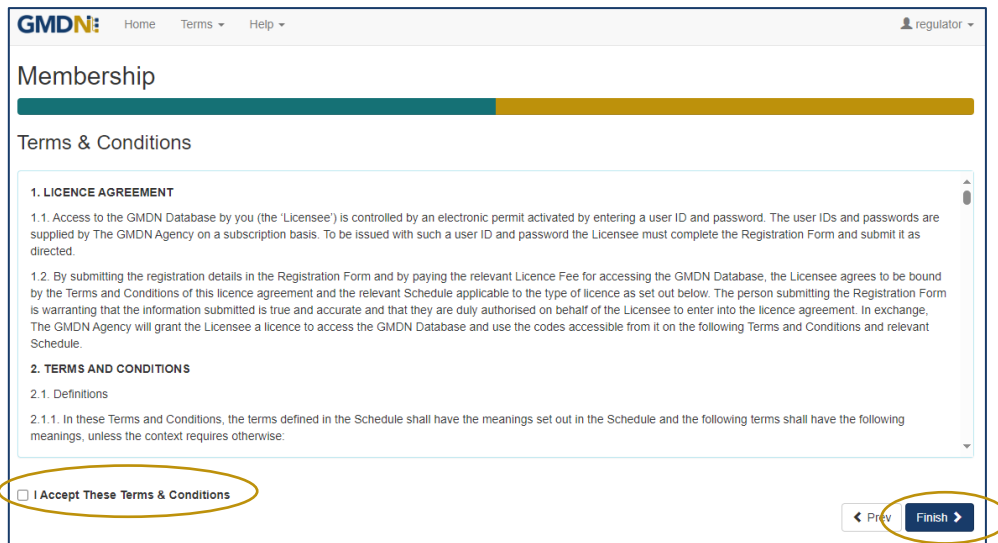 GMDN Home Terms Help regulator
Membership
Terms & Conditions
1. LICENCE AGREEMENT
1.1. Access to the GMDN Database by you (the ‘Licensee’) is controlled by an electronic permit activated by entering a user ID and password. The user IDs and passwords are
supplied by The GMDN Agency on a subscription basis. To be issued with such a user ID and password the Licensee must complete the Registration Form and submit it as
directed.
1.2. By submitting the registration details in the Registration Form and by paying the relevant Licence Fee for accessing the GMDN Database, the Licensee agrees to be bound
by the Terms and Conditions of this licence agreement and the relevant Schedule applicable to the type of licence as set out below. The person submitting the Registration Form
is warranting that the information submitted is true and accurate and that they are duly authorised on behalf of the Licensee to enter into the licence agreement. In exchange,
The GMDN Agency will grant the Licensee a licence to access the GMDN Database and use the codes accessible from it on the following Terms and Conditions and relevant
Schedule.
2. TERMS AND CONDITIONS
2.1. Definitions
2.1.1. In these Terms and Conditions, the terms defined in the Schedule shall have the meanings set out in the Schedule and the following terms shall have the following
meanings, unless the context requires otherwise:
I Accept These Terms & Conditions
Prev Finish